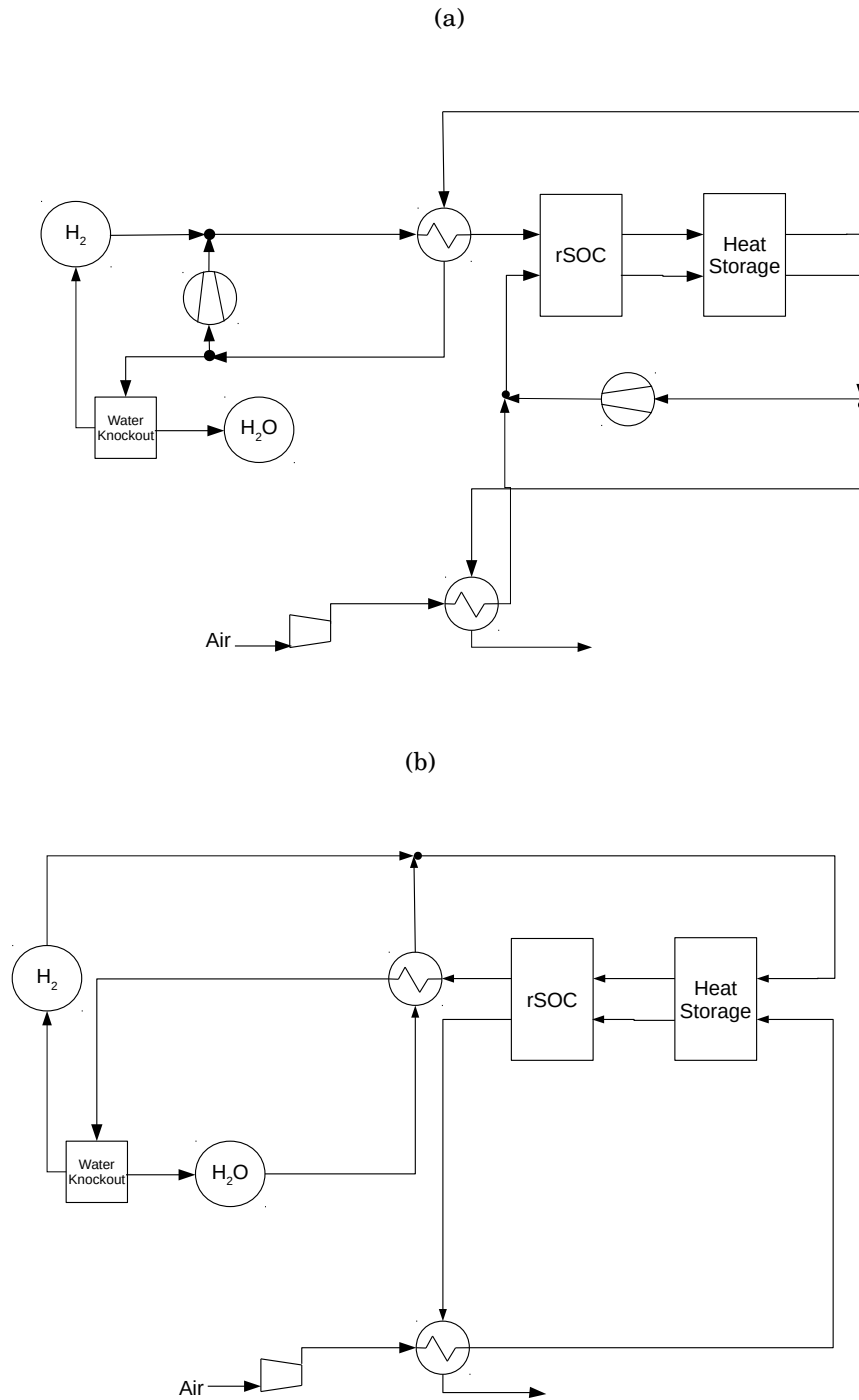 (a)
H₂
rSOC
Heat
Storage
Water
Knockout
H₂O
Air
(b)
H₂
rSOC
Heat
Storage
Water
Knockout
H₂O
Air